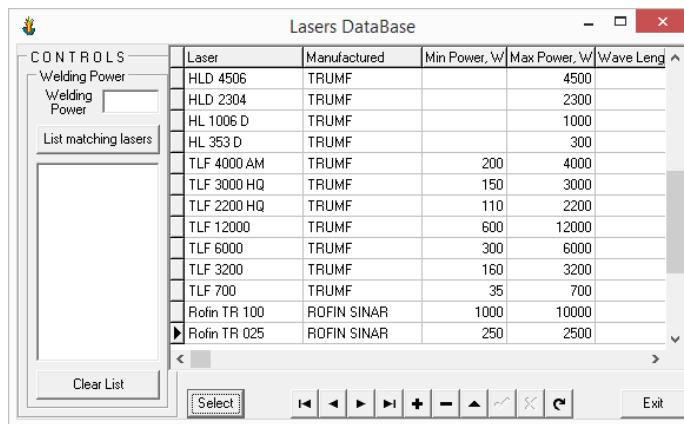 Lasers DataBase
CONTROLS
Welding Power
Welding
Power
List matching lasers
Clear List
Laser Manufactured Min Power, W Max Power, W Wave Leng
HLD 4506 TRUMF 4500
HLD 2304 TRUMF 2300
HL 1006 D TRUMF 1000
HL 353 D TRUMF 300
TLF 4000 AM TRUMF 200 4000
TLF 3000 HQ TRUMF 150 3000
TLF 2200 HQ TRUMF 110 2200
TLF 12000 TRUMF 600 12000
TLF 6000 TRUMF 300 6000
TLF 3200 TRUMF 160 3200
TLF 700 TRUMF 35 700
Rofin TR 100 ROFIN SINAR 1000 10000
Rofin TR 025 ROFIN SINAR 250 2500
Select Exit